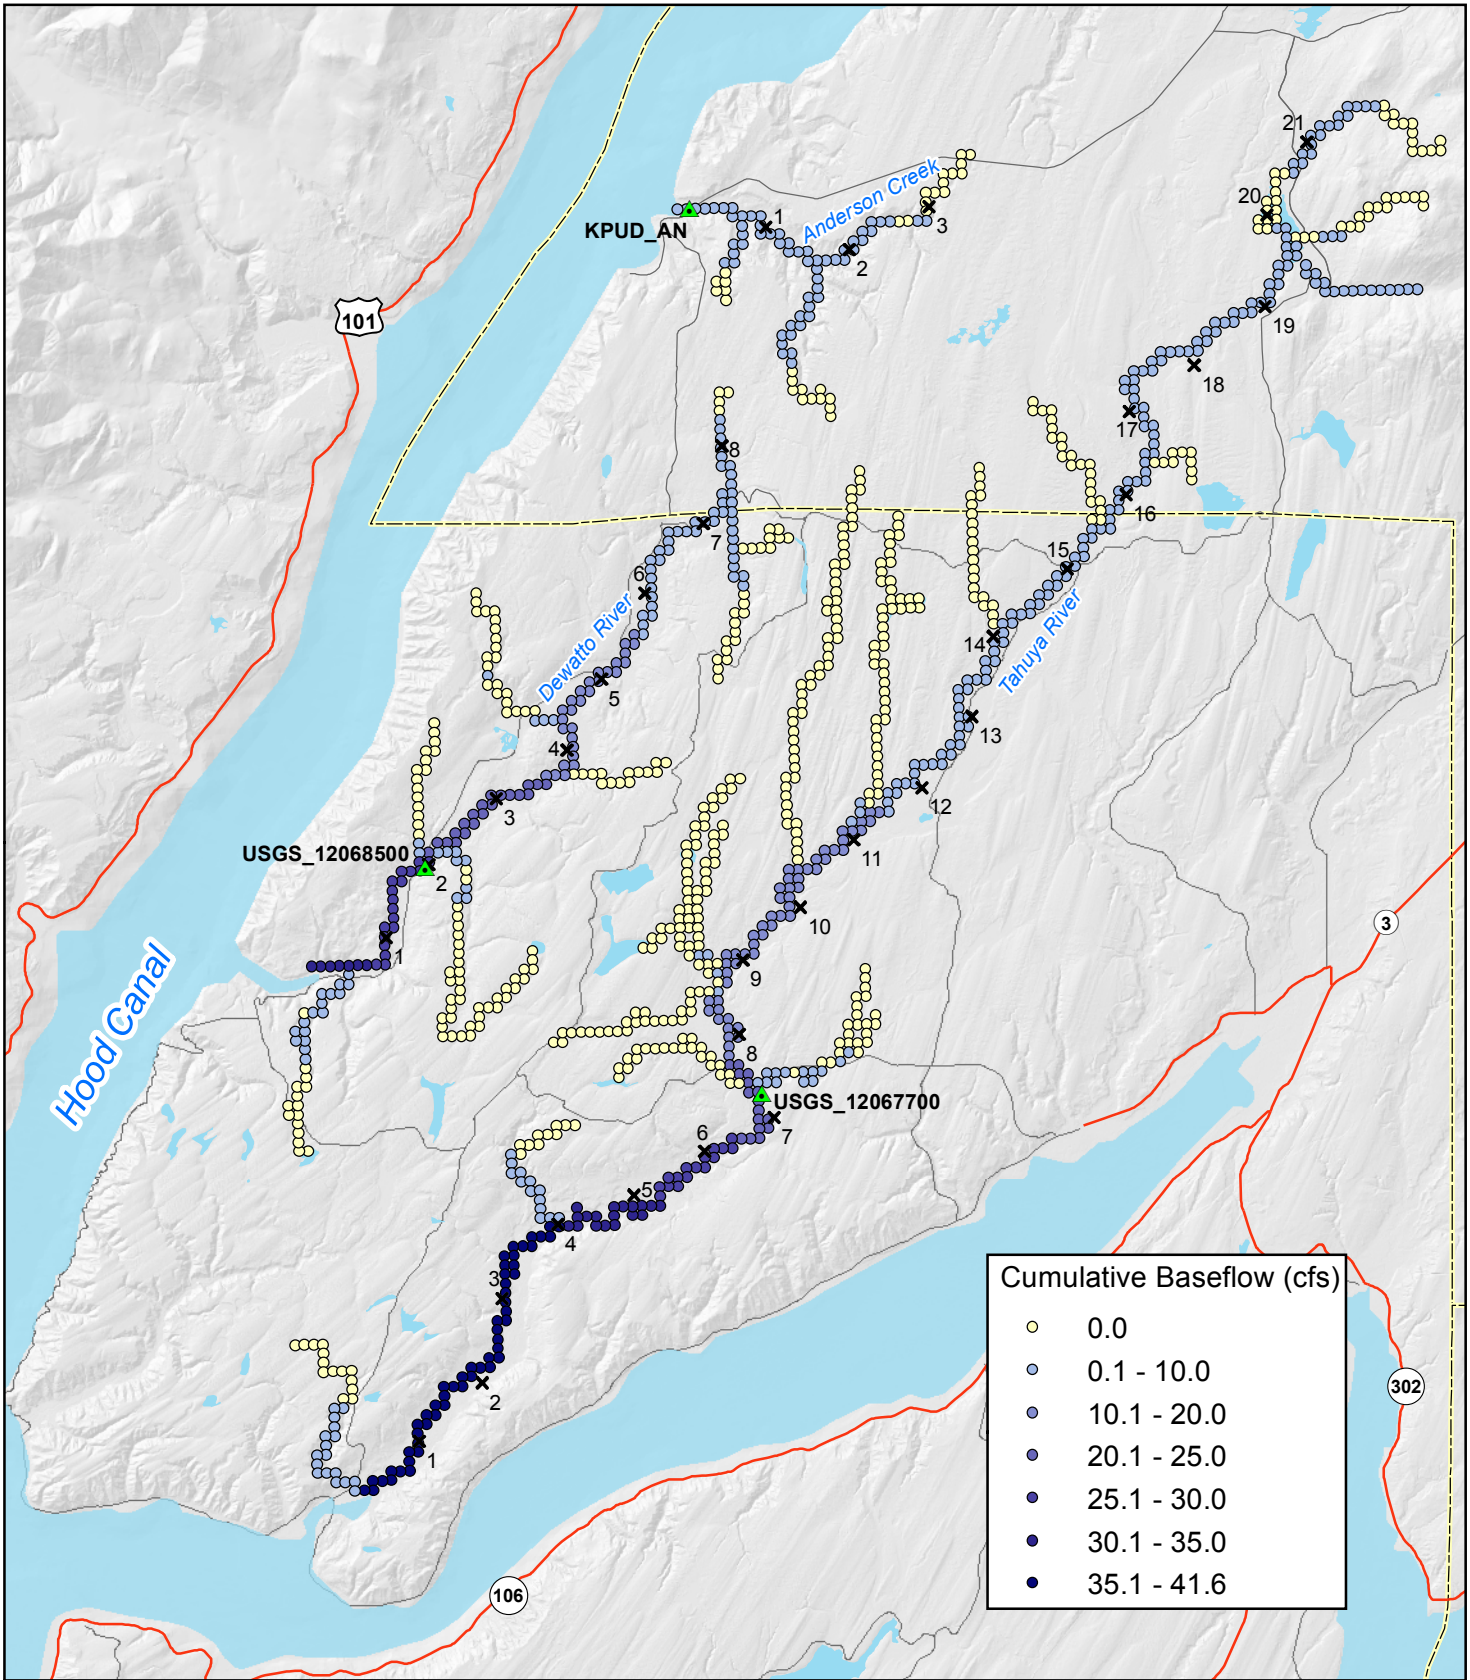 21
20
Anderson Creek
KPUD_AN
1
3
2
101
19
18
17
8
16
7
15
6
Dewatto River
14
Tahuya River
5
13
4
12
3
11
USGS_12068500
2
10
3
1
9
Hood Canal
8
USGS_12067700
7
6
5
4
3
2
1
Cumulative Baseflow (cfs)
0.0
0.1 - 10.0
10.1 - 20.0
20.1 - 25.0
25.1 - 30.0
30.1 - 35.0
35.1 - 41.6
302
106